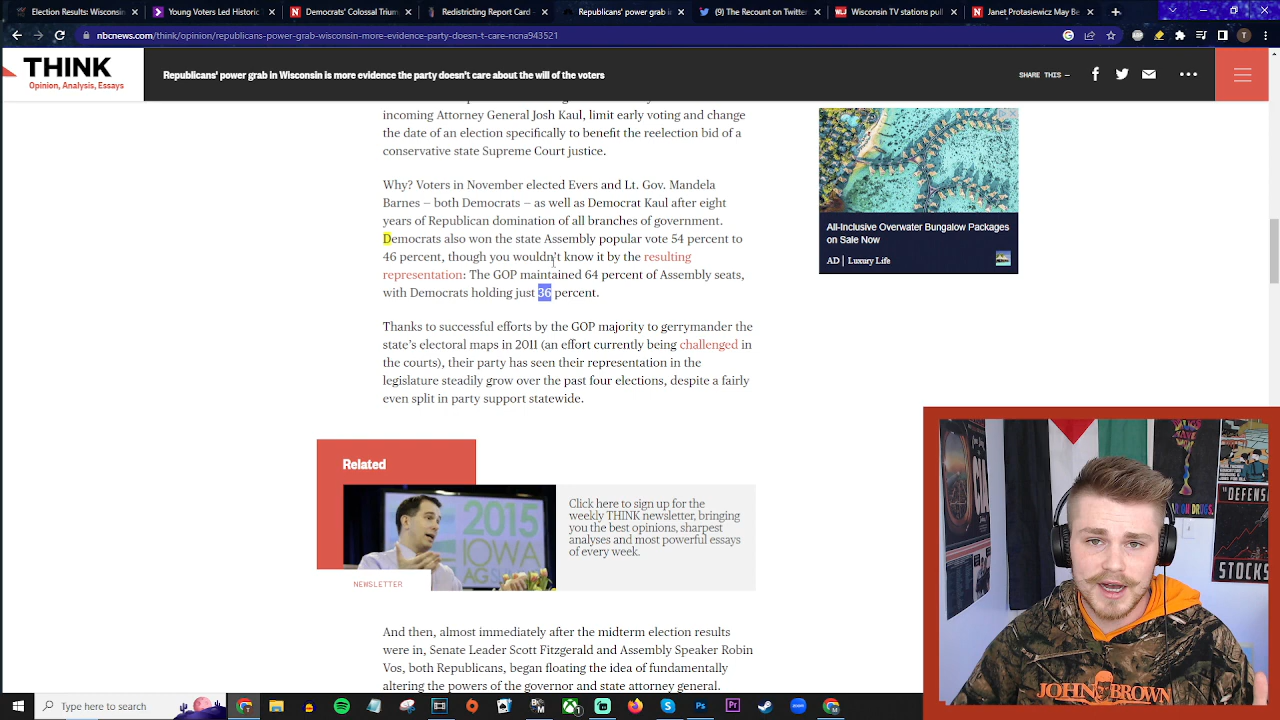 Election Results - Wiscon
Young Voters Led Historic
Democrats' Colossal Trium
Redistricting Report Card
Republicans' power grab in
(9) The Recount on Twitter
Wisconsin TV stations pull
Janet Protasiewicz May Be
nbcnews.com/think/opinion/republicans-power-grab-wisconsin-more-evidence-party-doesn-t-care-ncna943521
THINK
Opinion, Analysis, Essays
Republicans' power grab in Wisconsin is more evidence the party doesn't care about the will of the voters
SHARE THIS —
incoming Attorney General Josh Kaul, limit early voting and change
the date of an election specifically to benefit the reelection bid of a
conservative state Supreme Court justice.
Why? Voters in November elected Evers and Lt. Gov. Mandela
Barnes — both Democrats — as well as Democrat Kaul after eight
years of Republican domination of all branches of government.
Democrats also won the state Assembly popular vote 54 percent to
46 percent, though you wouldn't know it by the resulting
representation: The GOP maintained 64 percent of Assembly seats,
with Democrats holding just 36 percent.
Thanks to successful efforts by the GOP majority to gerrymander the
state's electoral maps in 2011 (an effort currently being challenged in
the courts), their party has seen their representation in the
legislature steadily grow over the past four elections, despite a fairly
even split in party support statewide.
All-Inclusive Overwater Bungalow Packages
on Sale Now
AD | Luxury Life
Related
2015
IOWA
AG SU
NEWSLETTER
Click here to sign up for the
weekly THINK newsletter, bringing
you the best opinions, sharpest
analyses and most powerful essays
of every week.
And then, almost immediately after the midterm election results
were in, Senate Leader Scott Fitzgerald and Assembly Speaker Robin
Vos, both Republicans, began floating the idea of fundamentally
altering the powers of the governor and state attorney general.
"DEFENS
STOCKS
JOHN BROWN
Type here to search